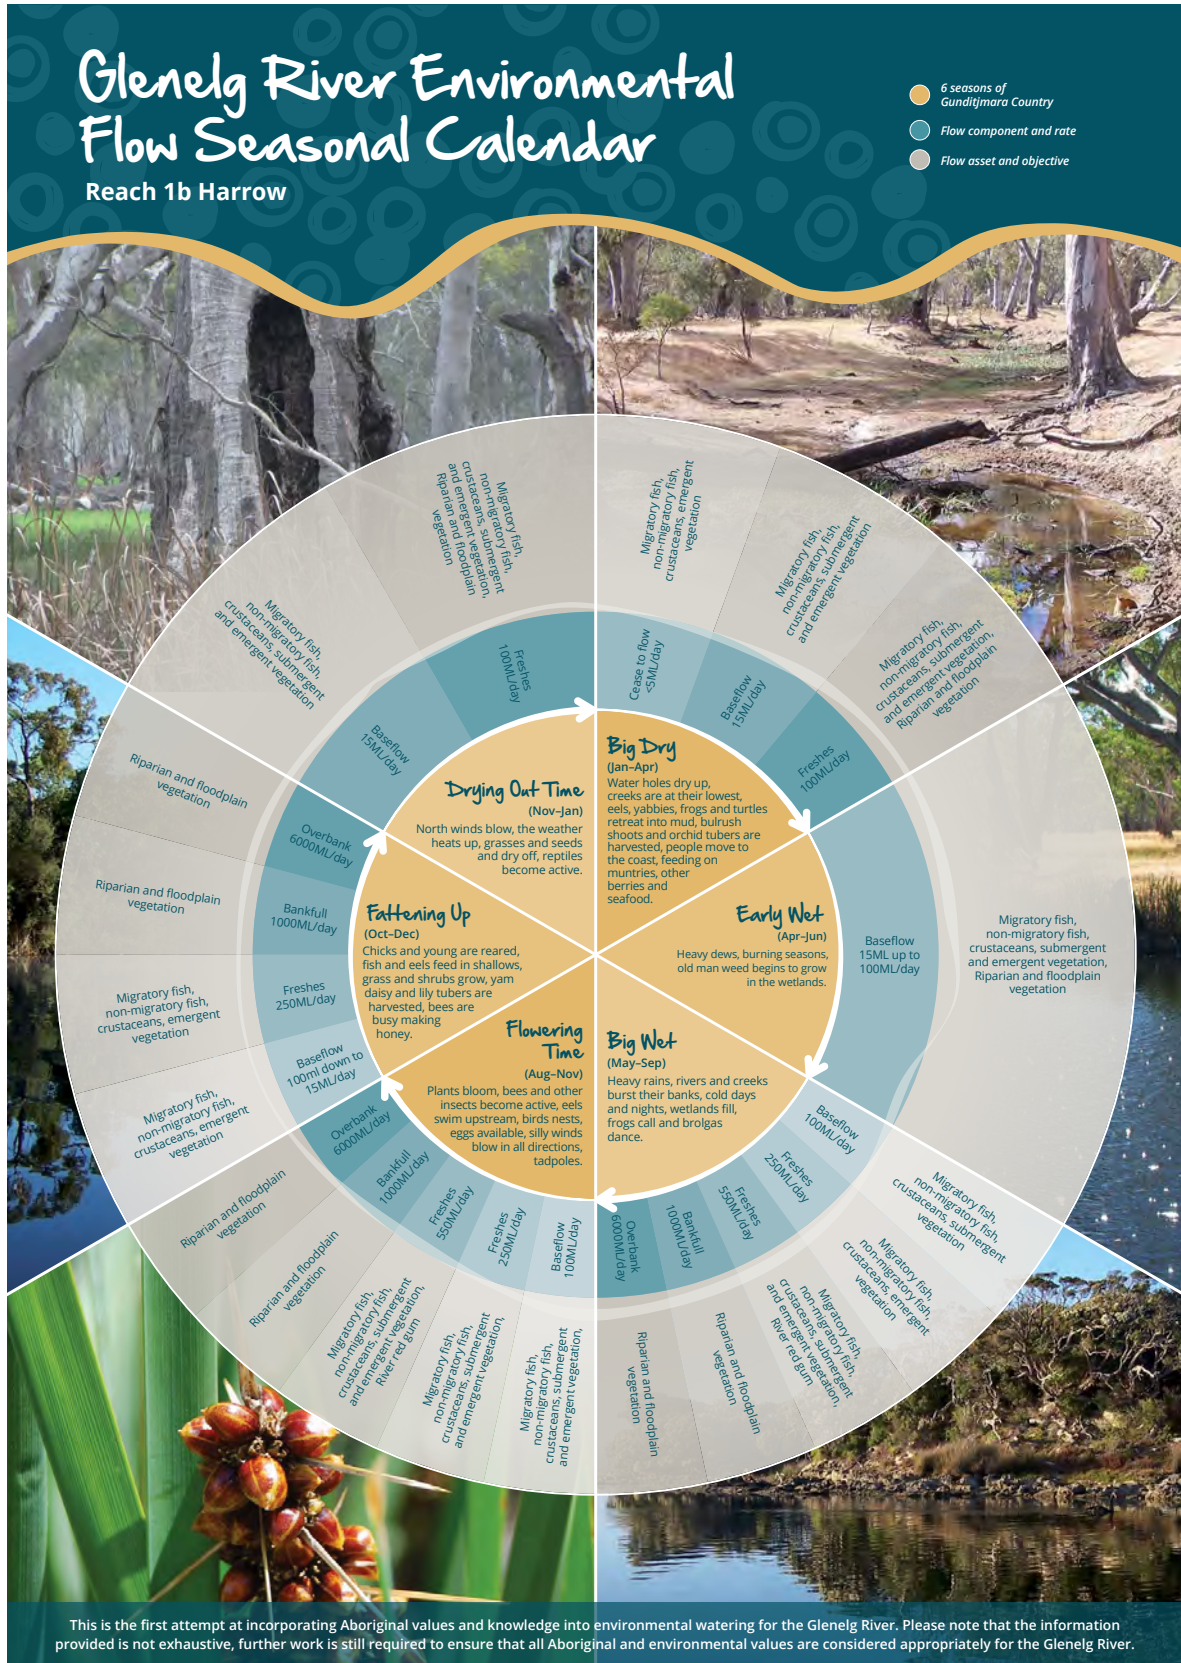 Glenelg River Environmental
Flow Seasonal Calendar
Reach 1b Harrow
6 seasons of
Gunditjmara Country
Flow component and rate
Flow asset and objective
Big Dry
(Jan–Apr)
Water holes dry up,
creeks are at their lowest,
eels, yabbies, frogs and turtles
retreat into mud, bulrush
shoots and orchid tubers are
harvested, people move to
the coast, feeding on
muntries, other
berries and
seafood.
Cease to flow
<5ML/day
Migratory fish,
non-migratory fish,
crustaceans, emergent
vegetation
Baseflow
15ML/day
Migratory fish,
non-migratory fish,
crustaceans, submergent
and emergent vegetation
Freshes
100ML/day
Migratory fish,
non-migratory fish,
crustaceans, submergent
and emergent vegetation,
Riparian and floodplain
vegetation
Early Wet
(Apr–Jun)
Heavy dews, burning seasons,
old man weed begins to grow
in the wetlands.
Baseflow
15ML up to
100ML/day
Migratory fish,
non-migratory fish,
crustaceans, submergent
and emergent vegetation,
Riparian and floodplain
vegetation
Big Wet
(May–Sep)
Heavy rains, rivers and creeks
burst their banks, cold days
and nights, wetlands fill,
frogs call and brolgas
dance.
Baseflow
100ML/day
Migratory fish,
non-migratory fish,
crustaceans, submergent
vegetation
Freshes
250ML/day
Migratory fish,
non-migratory fish,
crustaceans, emergent
vegetation
Freshes
550ML/day
Migratory fish,
non-migratory fish,
crustaceans, submergent
and emergent vegetation,
River red gum
Bankfull
1000ML/day
Riparian and floodplain
vegetation
Overbank
6000ML/day
Riparian and floodplain
vegetation
Flowering
Time
(Aug–Nov)
Plants bloom, bees and other
insects become active, eels
swim upstream, birds nests,
eggs available, silly winds
blow in all directions,
tadpoles.
Baseflow
100ML/day
Migratory fish,
non-migratory fish,
crustaceans, submergent
and emergent vegetation,
Freshes
250ML/day
Migratory fish,
non-migratory fish,
crustaceans, submergent
and emergent vegetation,
Freshes
550ML/day
Migratory fish,
non-migratory fish,
crustaceans, submergent
and emergent vegetation,
River red gum
Bankfull
1000ML/day
Riparian and floodplain
vegetation
Overbank
6000ML/day
Riparian and floodplain
vegetation
Fattening Up
(Oct–Dec)
Chicks and young are reared,
fish and eels feed in shallows,
grass and shrubs grow, yam
daisy and lily tubers are
harvested, bees are
busy making
honey.
Baseflow
100ml down to
15ML/day
Migratory fish,
non-migratory fish,
crustaceans, emergent
vegetation
Freshes
250ML/day
Migratory fish,
non-migratory fish,
crustaceans, emergent
vegetation
Bankfull
1000ML/day
Riparian and floodplain
vegetation
Overbank
6000ML/day
Riparian and floodplain
vegetation
Drying Out Time
(Nov–Jan)
North winds blow, the weather
heats up, grasses and seeds
and dry off, reptiles
become active.
Baseflow
15ML/day
Migratory fish,
non-migratory fish,
crustaceans, submergent
and emergent vegetation
Freshes
100ML/day
Migratory fish,
non-migratory fish,
crustaceans, submergent
and emergent vegetation,
Riparian and floodplain
vegetation
This is the first attempt at incorporating Aboriginal values and knowledge into environmental watering for the Glenelg River. Please note that the information
provided is not exhaustive, further work is still required to ensure that all Aboriginal and environmental values are considered appropriately for the Glenelg River.